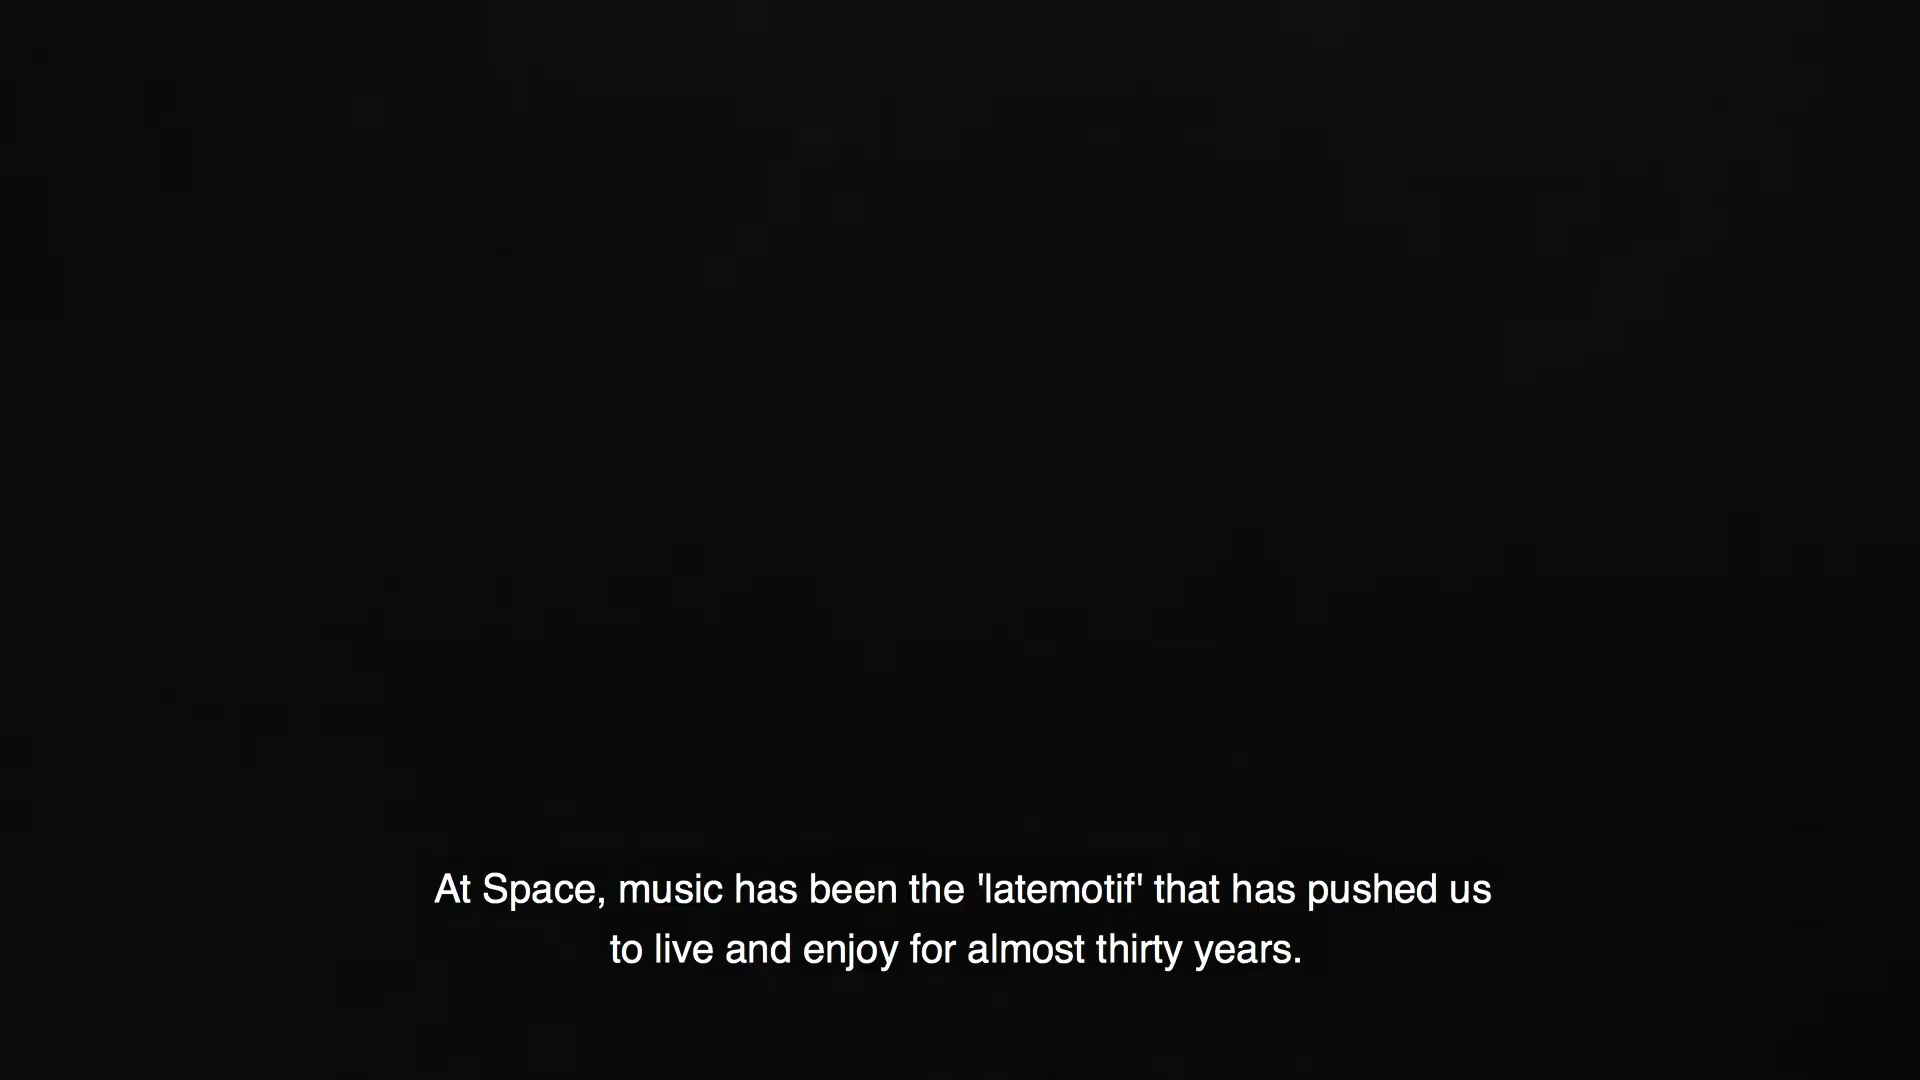 At Space, music has been the 'latemotif' that has pushed us
to live and enjoy for almost thirty years.